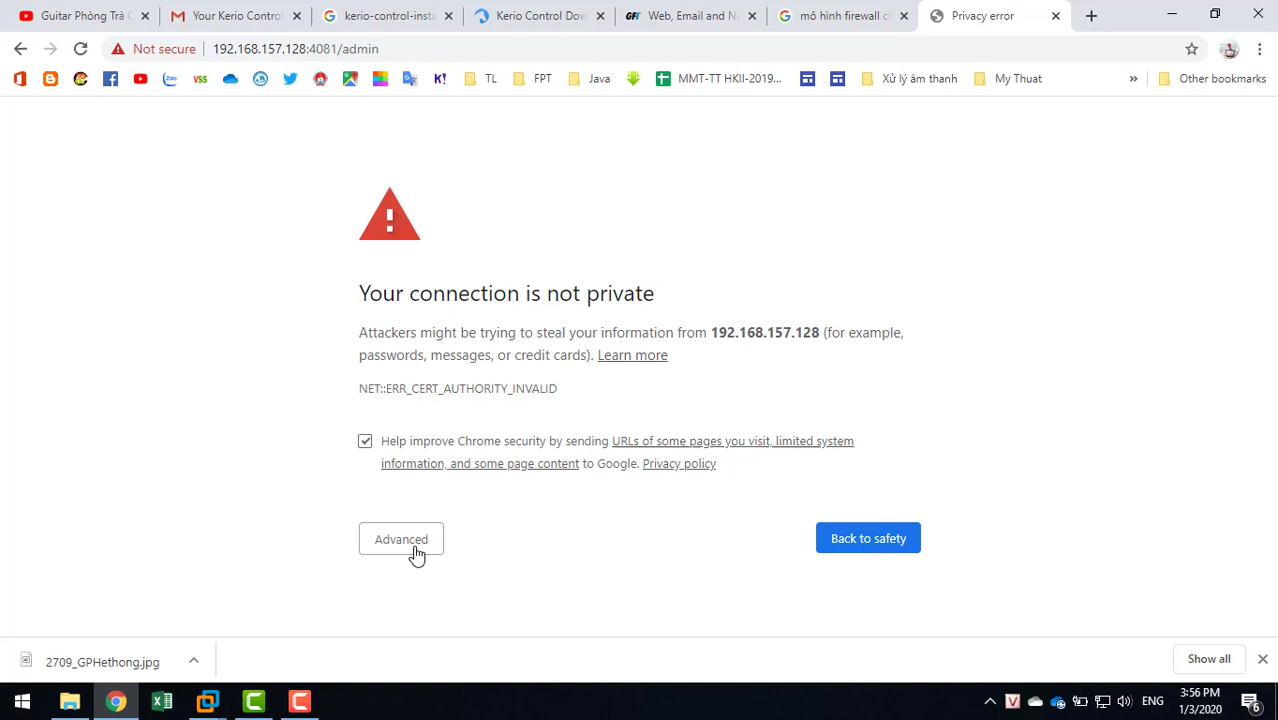 Guitar Phòng Trà C
Your Kerio Control
kerio-control-insta
Kerio Control Dow
GFI Web, Email and Ne
mô hình firewall c
Privacy error
Not secure 192.168.157.128:4081/admin
VSS
K!
TL
FPT
Java
MMT-TT HKII-2019...
Xử lý âm thanh
My Thuat
»
Other bookmarks
Your connection is not private
Attackers might be trying to steal your information from 192.168.157.128 (for example,
passwords, messages, or credit cards). Learn more
NET::ERR_CERT_AUTHORITY_INVALID
Help improve Chrome security by sending URLs of some pages you visit, limited system
information, and some page content to Google. Privacy policy
Advanced
Back to safety
2709_GPHethong.jpg
Show all
ENG
3:56 PM
1/3/2020
6